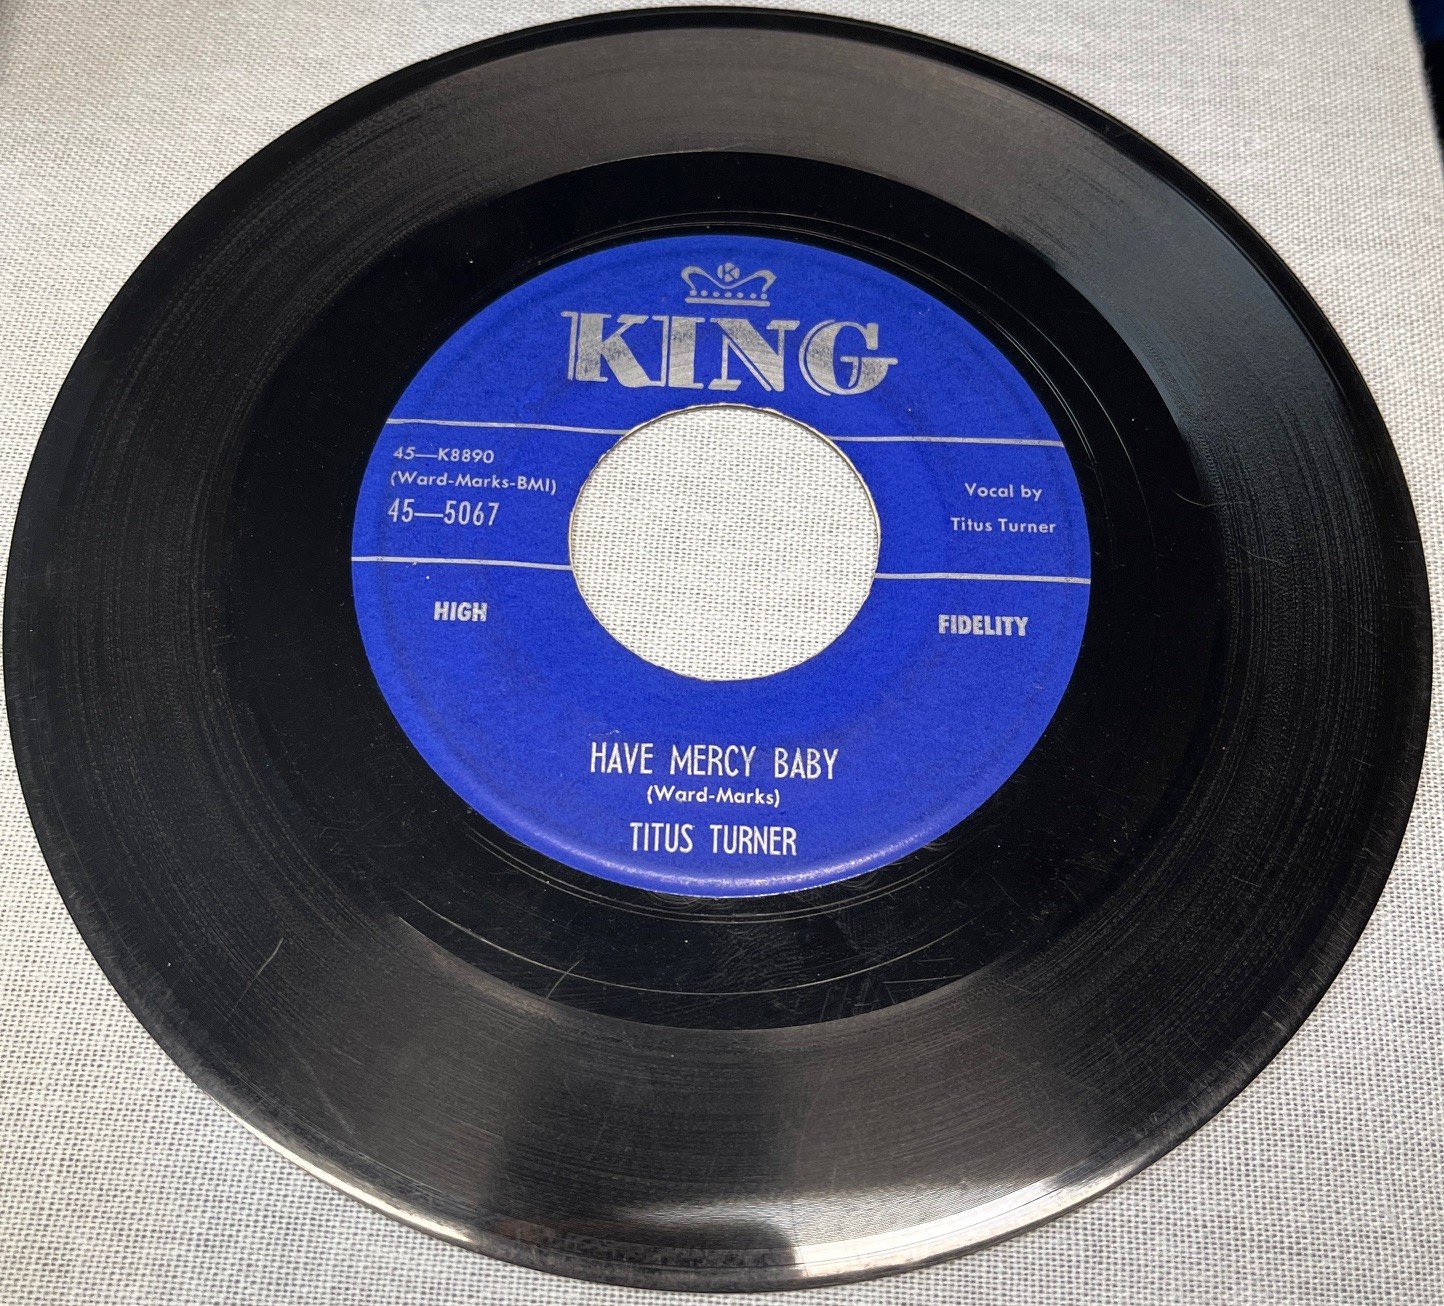 K
KING
45—K8890
(Ward-Marks-BMI)
45—5067
Vocal by
Titus Turner
HIGH
FIDELITY
HAVE MERCY BABY
(Ward-Marks)
TITUS TURNER